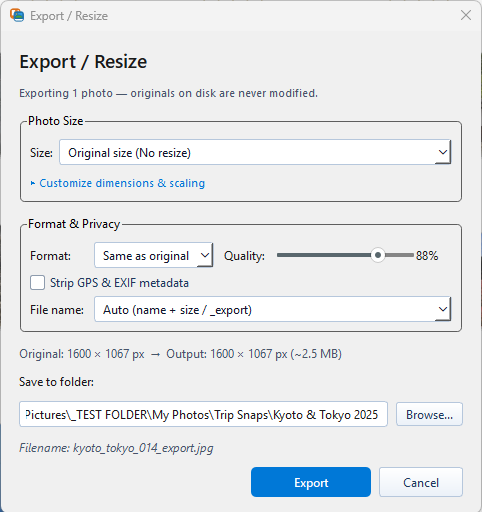 Export / Resize
Export / Resize
Exporting 1 photo — originals on disk are never modified.
Photo Size
Size: Original size (No resize)
Customize dimensions & scaling
Format & Privacy
Format: Same as original Quality: 88%
Strip GPS & EXIF metadata
File name: Auto (name + size / _export)
Original: 1600 × 1067 px → Output: 1600 × 1067 px (~2.5 MB)
Save to folder:
Pictures\_TEST FOLDER\My Photos\Trip Snaps\Kyoto & Tokyo 2025 Browse...
Filename: kyoto_tokyo_014_export.jpg
Export Cancel